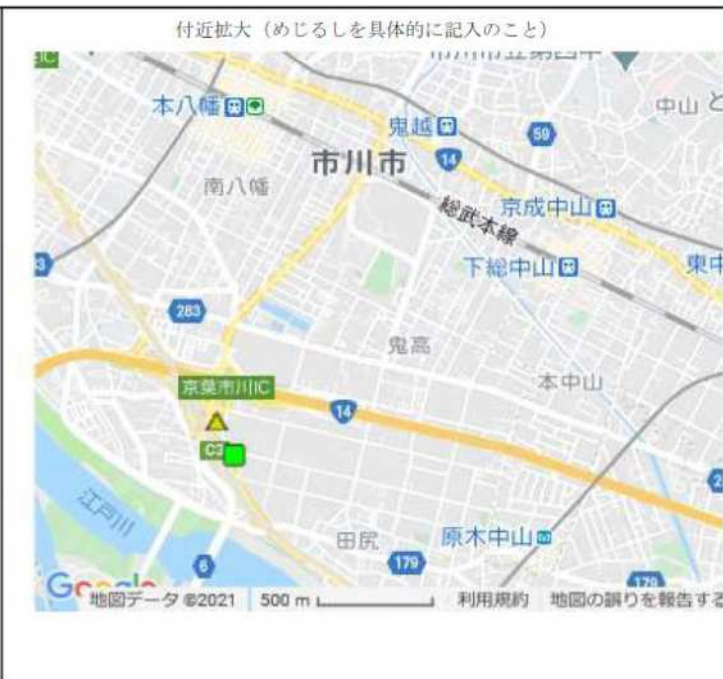 付近拡大(めじるしを具体的に記入のこと)
IC
本八幡
鬼越
59
中山
市川市
14
南八幡
総武本線
京成中山
下総中山
東中
283
鬼高
本中山
京葉市川IC
14
C3
江戸川
田尻
原木中山
6
179
179
Google
地図データ ©2021 500 m 利用規約 地図の誤りを報告する